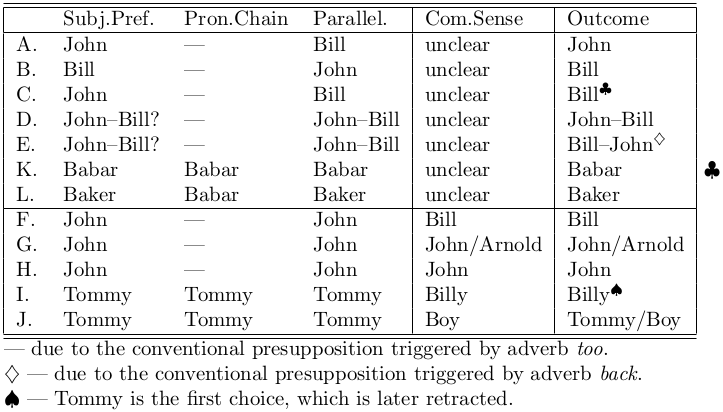 Subj.Pref. Pron.Chain Parallel. Com.Sense Outcome
A. John — Bill unclear John
B. Bill — John unclear Bill
C. John — Bill unclear Bill♣
D. John–Bill? — John–Bill unclear John–Bill
E. John–Bill? — John–Bill unclear Bill–John♢
K. Babar Babar Babar unclear Babar ♣
L. Baker Babar Baker unclear Baker
F. John — John Bill Bill
G. John — John John/Arnold John/Arnold
H. John — John John John
I. Tommy Tommy Tommy Billy Billy♠
J. Tommy Tommy Tommy Boy Tommy/Boy
— due to the conventional presupposition triggered by adverb too.
♢ — due to the conventional presupposition triggered by adverb back.
♠ — Tommy is the first choice, which is later retracted.